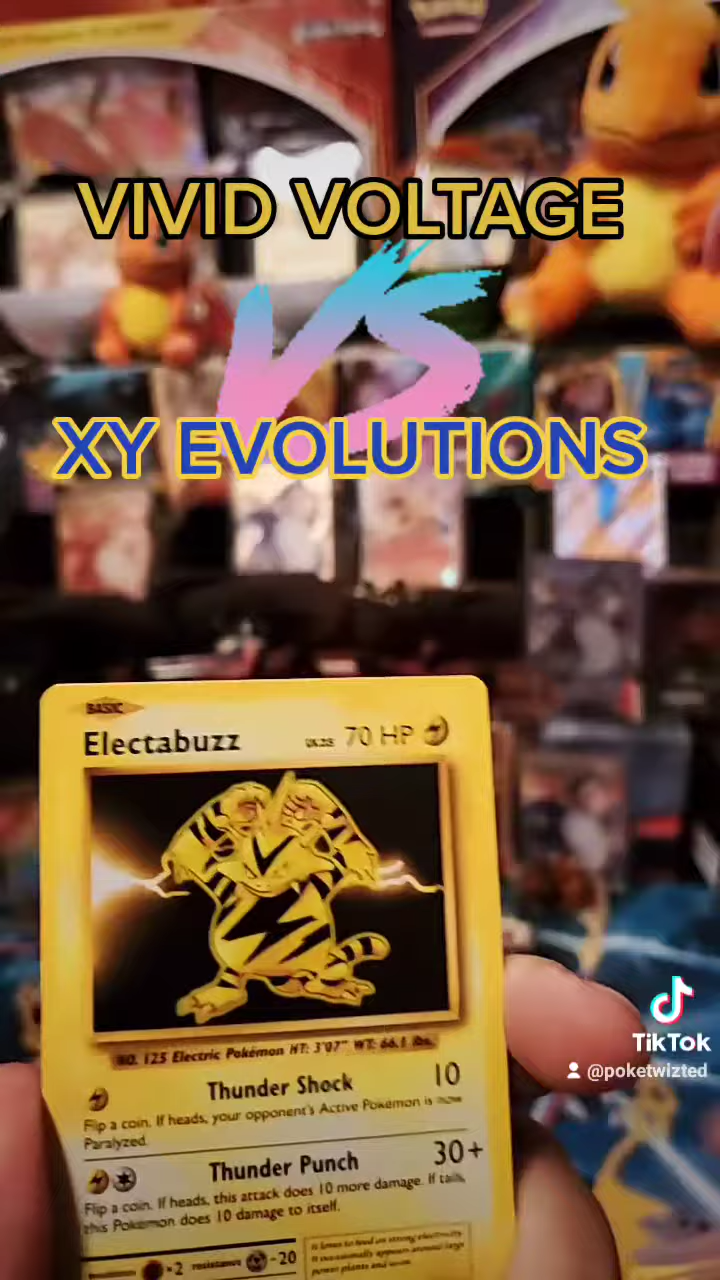 VIVID VOLTAGE
VS
XY EVOLUTIONS
BASIC
Electabuzz
70 HP
NO. 125 Electric Pokémon HT: 3'07" WT: 66.1 lbs.
Thunder Shock 10
Flip a coin. If heads, your opponent's Active Pokémon is now
Paralyzed.
Thunder Punch 30+
Flip a coin. If heads, this attack does 10 more damage. If tails,
this Pokémon does 10 damage to itself.
×2 resistance -20
TikTok
@poketwizted